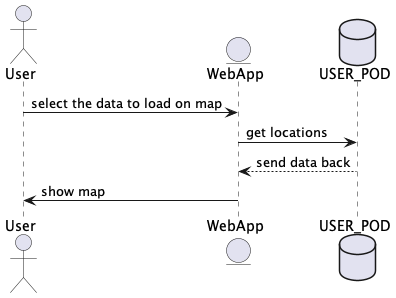 User
WebApp
USER_POD
select the data to load on map
get locations
send data back
show map
User
WebApp
USER_POD